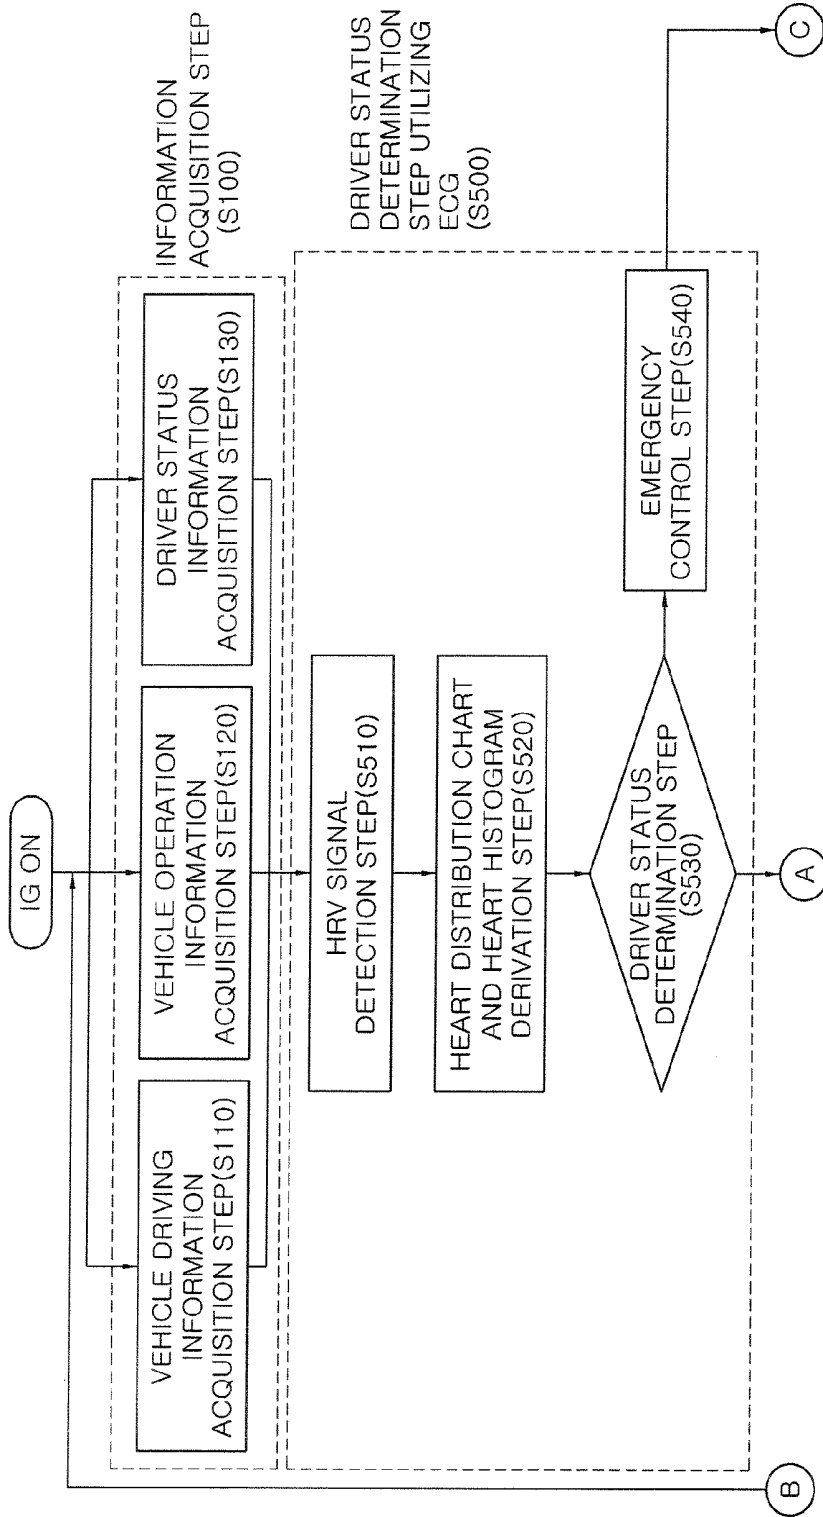 IG ON
INFORMATION
ACQUISITION STEP
(S100)
VEHICLE DRIVING
INFORMATION
ACQUISITION STEP(S110)
VEHICLE OPERATION
INFORMATION
ACQUISITION STEP(S120)
DRIVER STATUS
INFORMATION
ACQUISITION STEP(S130)
DRIVER STATUS
DETERMINATION
STEP UTILIZING
ECG
(S500)
HRV SIGNAL
DETECTION STEP(S510)
HEART DISTRIBUTION CHART
AND HEART HISTOGRAM
DERIVATION STEP(S520)
DRIVER STATUS
DETERMINATION STEP
(S530)
EMERGENCY
CONTROL STEP(S540)
B
A
C